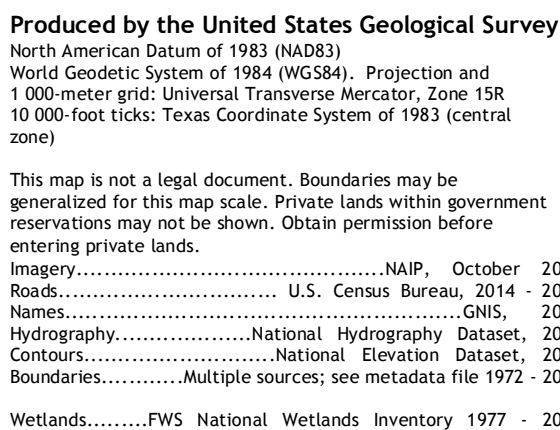 Produced by the United States Geological Survey
North American Datum of 1983 (NAD83)
World Geodetic System of 1984 (WGS84). Projection and
1 000-meter grid: Universal Transverse Mercator, Zone 15R
10 000-foot ticks: Texas Coordinate System of 1983 (central
zone)
This map is not a legal document. Boundaries may be
generalized for this map scale. Private lands within government
reservations may not be shown. Obtain permission before
entering private lands.
Imagery..........................................NAIP, October 20
Roads.............................. U.S. Census Bureau, 2014 - 20
Names......................................................GNIS, 20
Hydrography...................National Hydrography Dataset, 20
Contours..........................National Elevation Dataset, 20
Boundaries............Multiple sources; see metadata file 1972 - 20
Wetlands.........FWS National Wetlands Inventory 1977 - 20